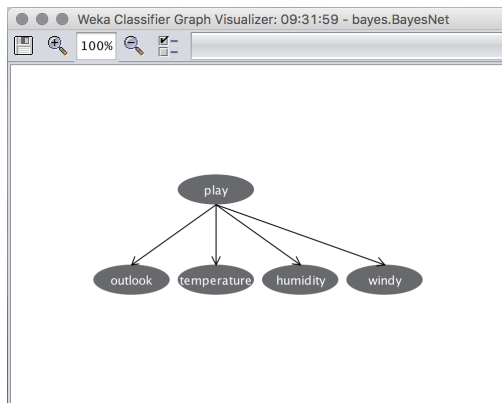 Weka Classifier Graph Visualizer: 09:31:59 - bayes.BayesNet
100%
play
outlook temperature humidity windy